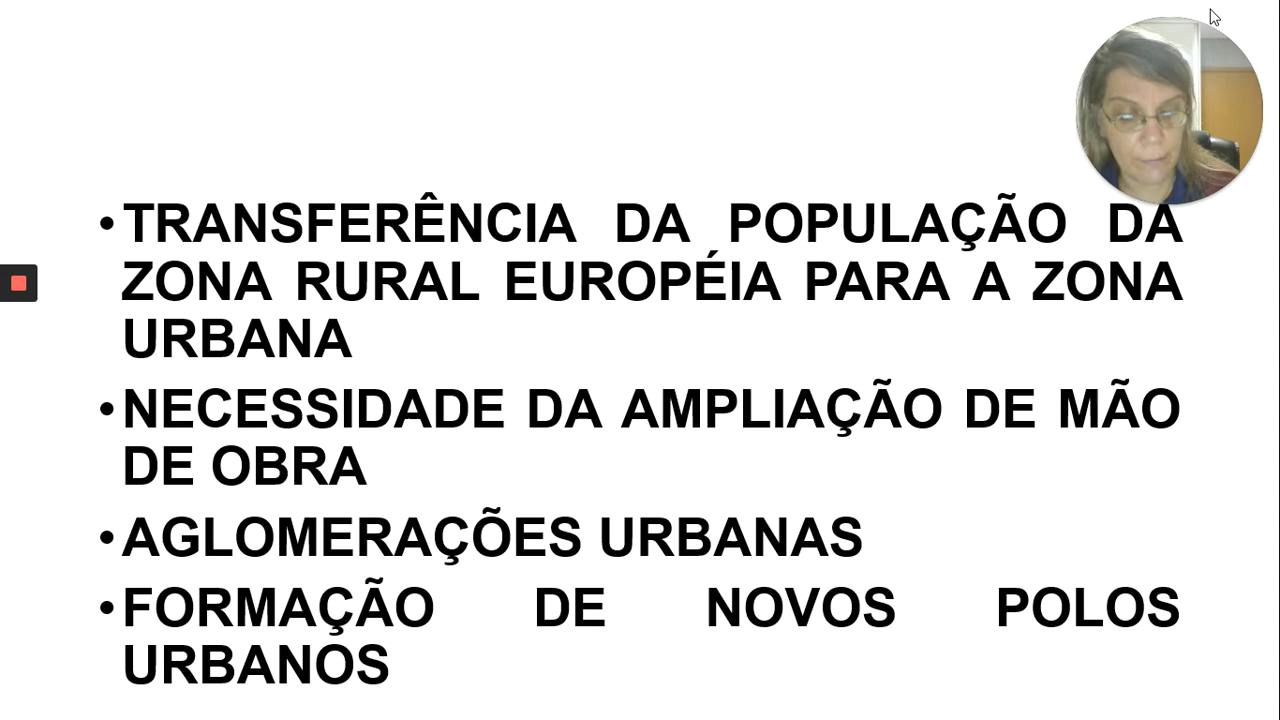 •TRANSFERÊNCIA DA POPULAÇÃO DA
ZONA RURAL EUROPÉIA PARA A ZONA
URBANA
•NECESSIDADE DA AMPLIAÇÃO DE MÃO
DE OBRA
•AGLOMERAÇÕES URBANAS
•FORMAÇÃO DE NOVOS POLOS
URBANOS